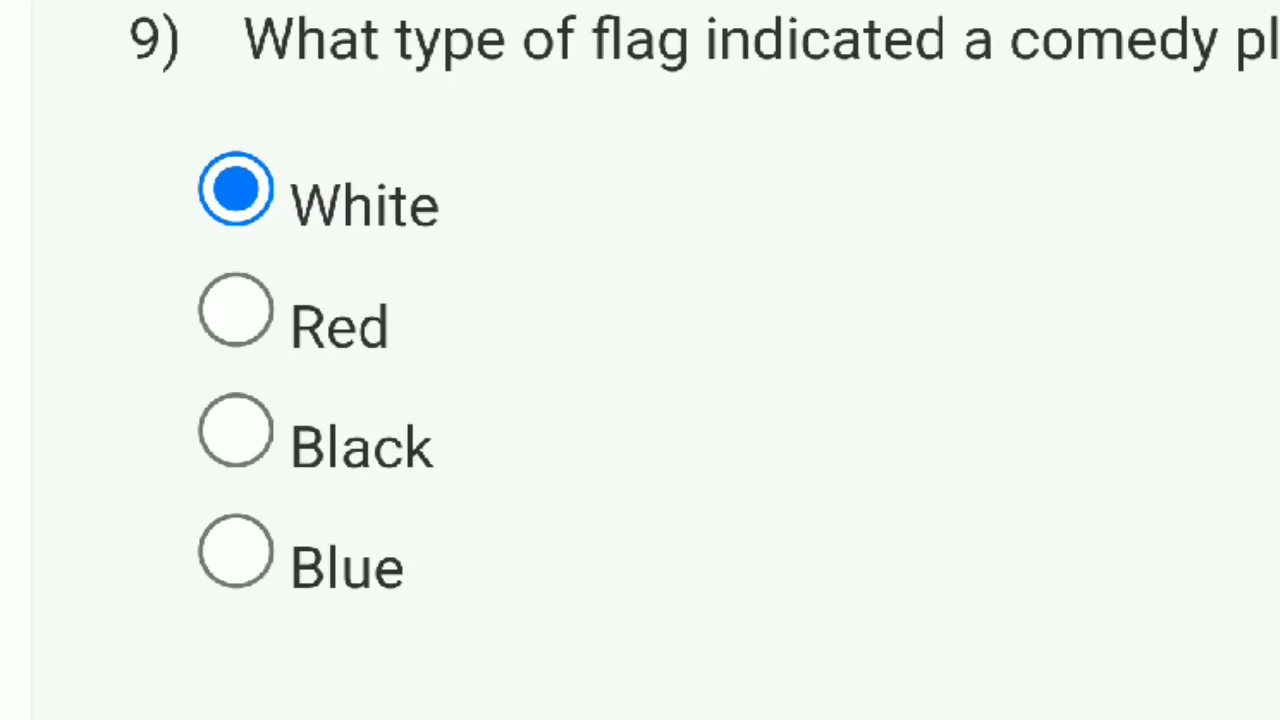 9) What type of flag indicated a comedy pl
White
Red
Black
Blue